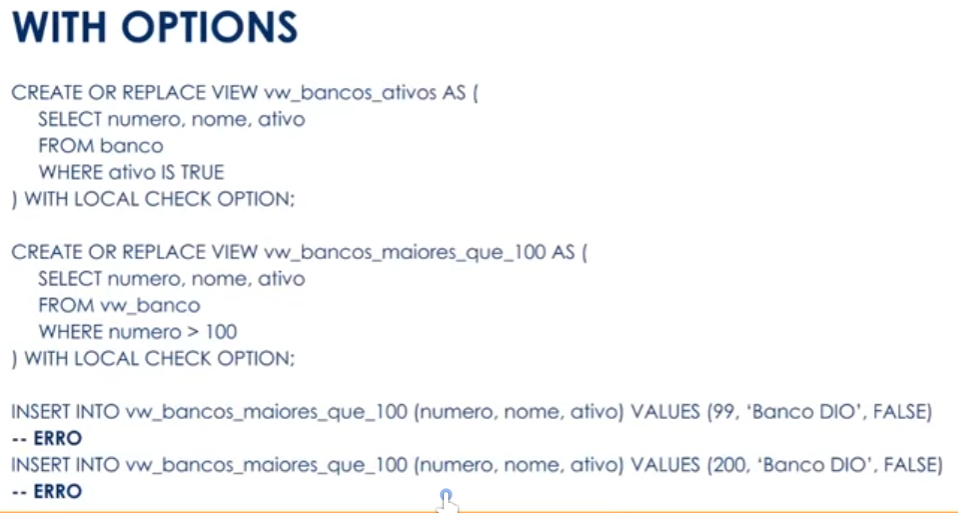 WITH OPTIONS
CREATE OR REPLACE VIEW vw_bancos_ativos AS (
SELECT numero, nome, ativo
FROM banco
WHERE ativo IS TRUE
) WITH LOCAL CHECK OPTION;
CREATE OR REPLACE VIEW vw_bancos_maiores_que_100 AS (
SELECT numero, nome, ativo
FROM vw_banco
WHERE numero > 100
) WITH LOCAL CHECK OPTION;
INSERT INTO vw_bancos_maiores_que_100 (numero, nome, ativo) VALUES (99, ‘Banco DIO’, FALSE)
-- ERRO
INSERT INTO vw_bancos_maiores_que_100 (numero, nome, ativo) VALUES (200, ‘Banco DIO’, FALSE)
-- ERRO